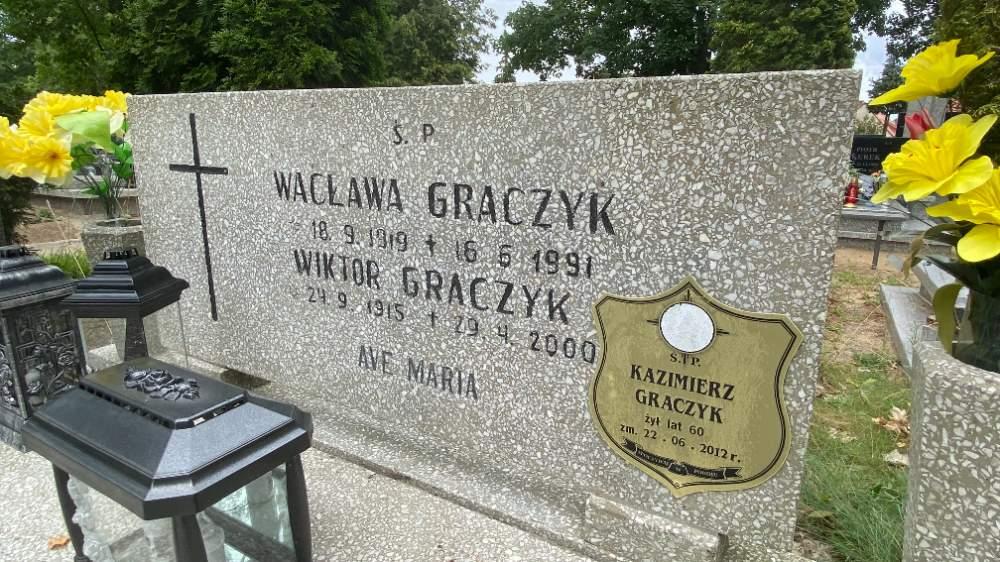 Ś. P.
WACŁAWA GRACZYK
18. 9. 1919 + 16 6 1991
WIKTOR GRACZYK
24. 9. 1915 + 29. 4. 2000
AVE MARIA
Ś.†P.
KAZIMIERZ
GRACZYK
żył lat 60
zm. 22 - 06 - 2012 r.
PIOTR